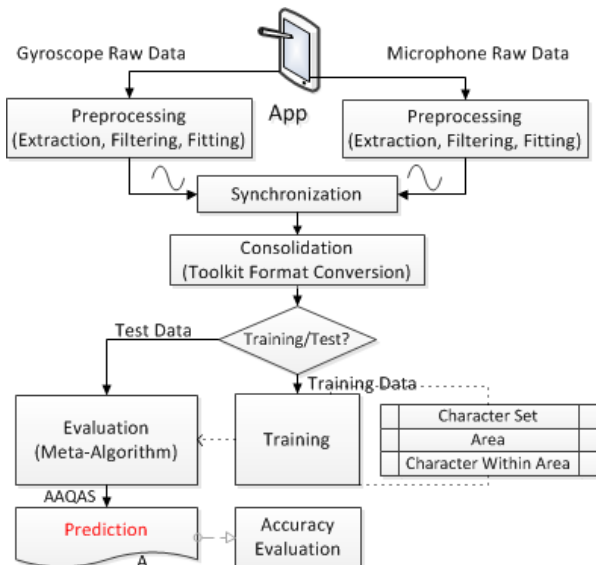 Gyroscope Raw Data
Microphone Raw Data
App
Preprocessing
(Extraction, Filtering, Fitting)
Preprocessing
(Extraction, Filtering, Fitting)
Synchronization
Consolidation
(Toolkit Format Conversion)
Training/Test?
Test Data
Training Data
Evaluation
(Meta-Algorithm)
Training
Character Set
Area
Character Within Area
AAQAS
Prediction
A
Accuracy
Evaluation